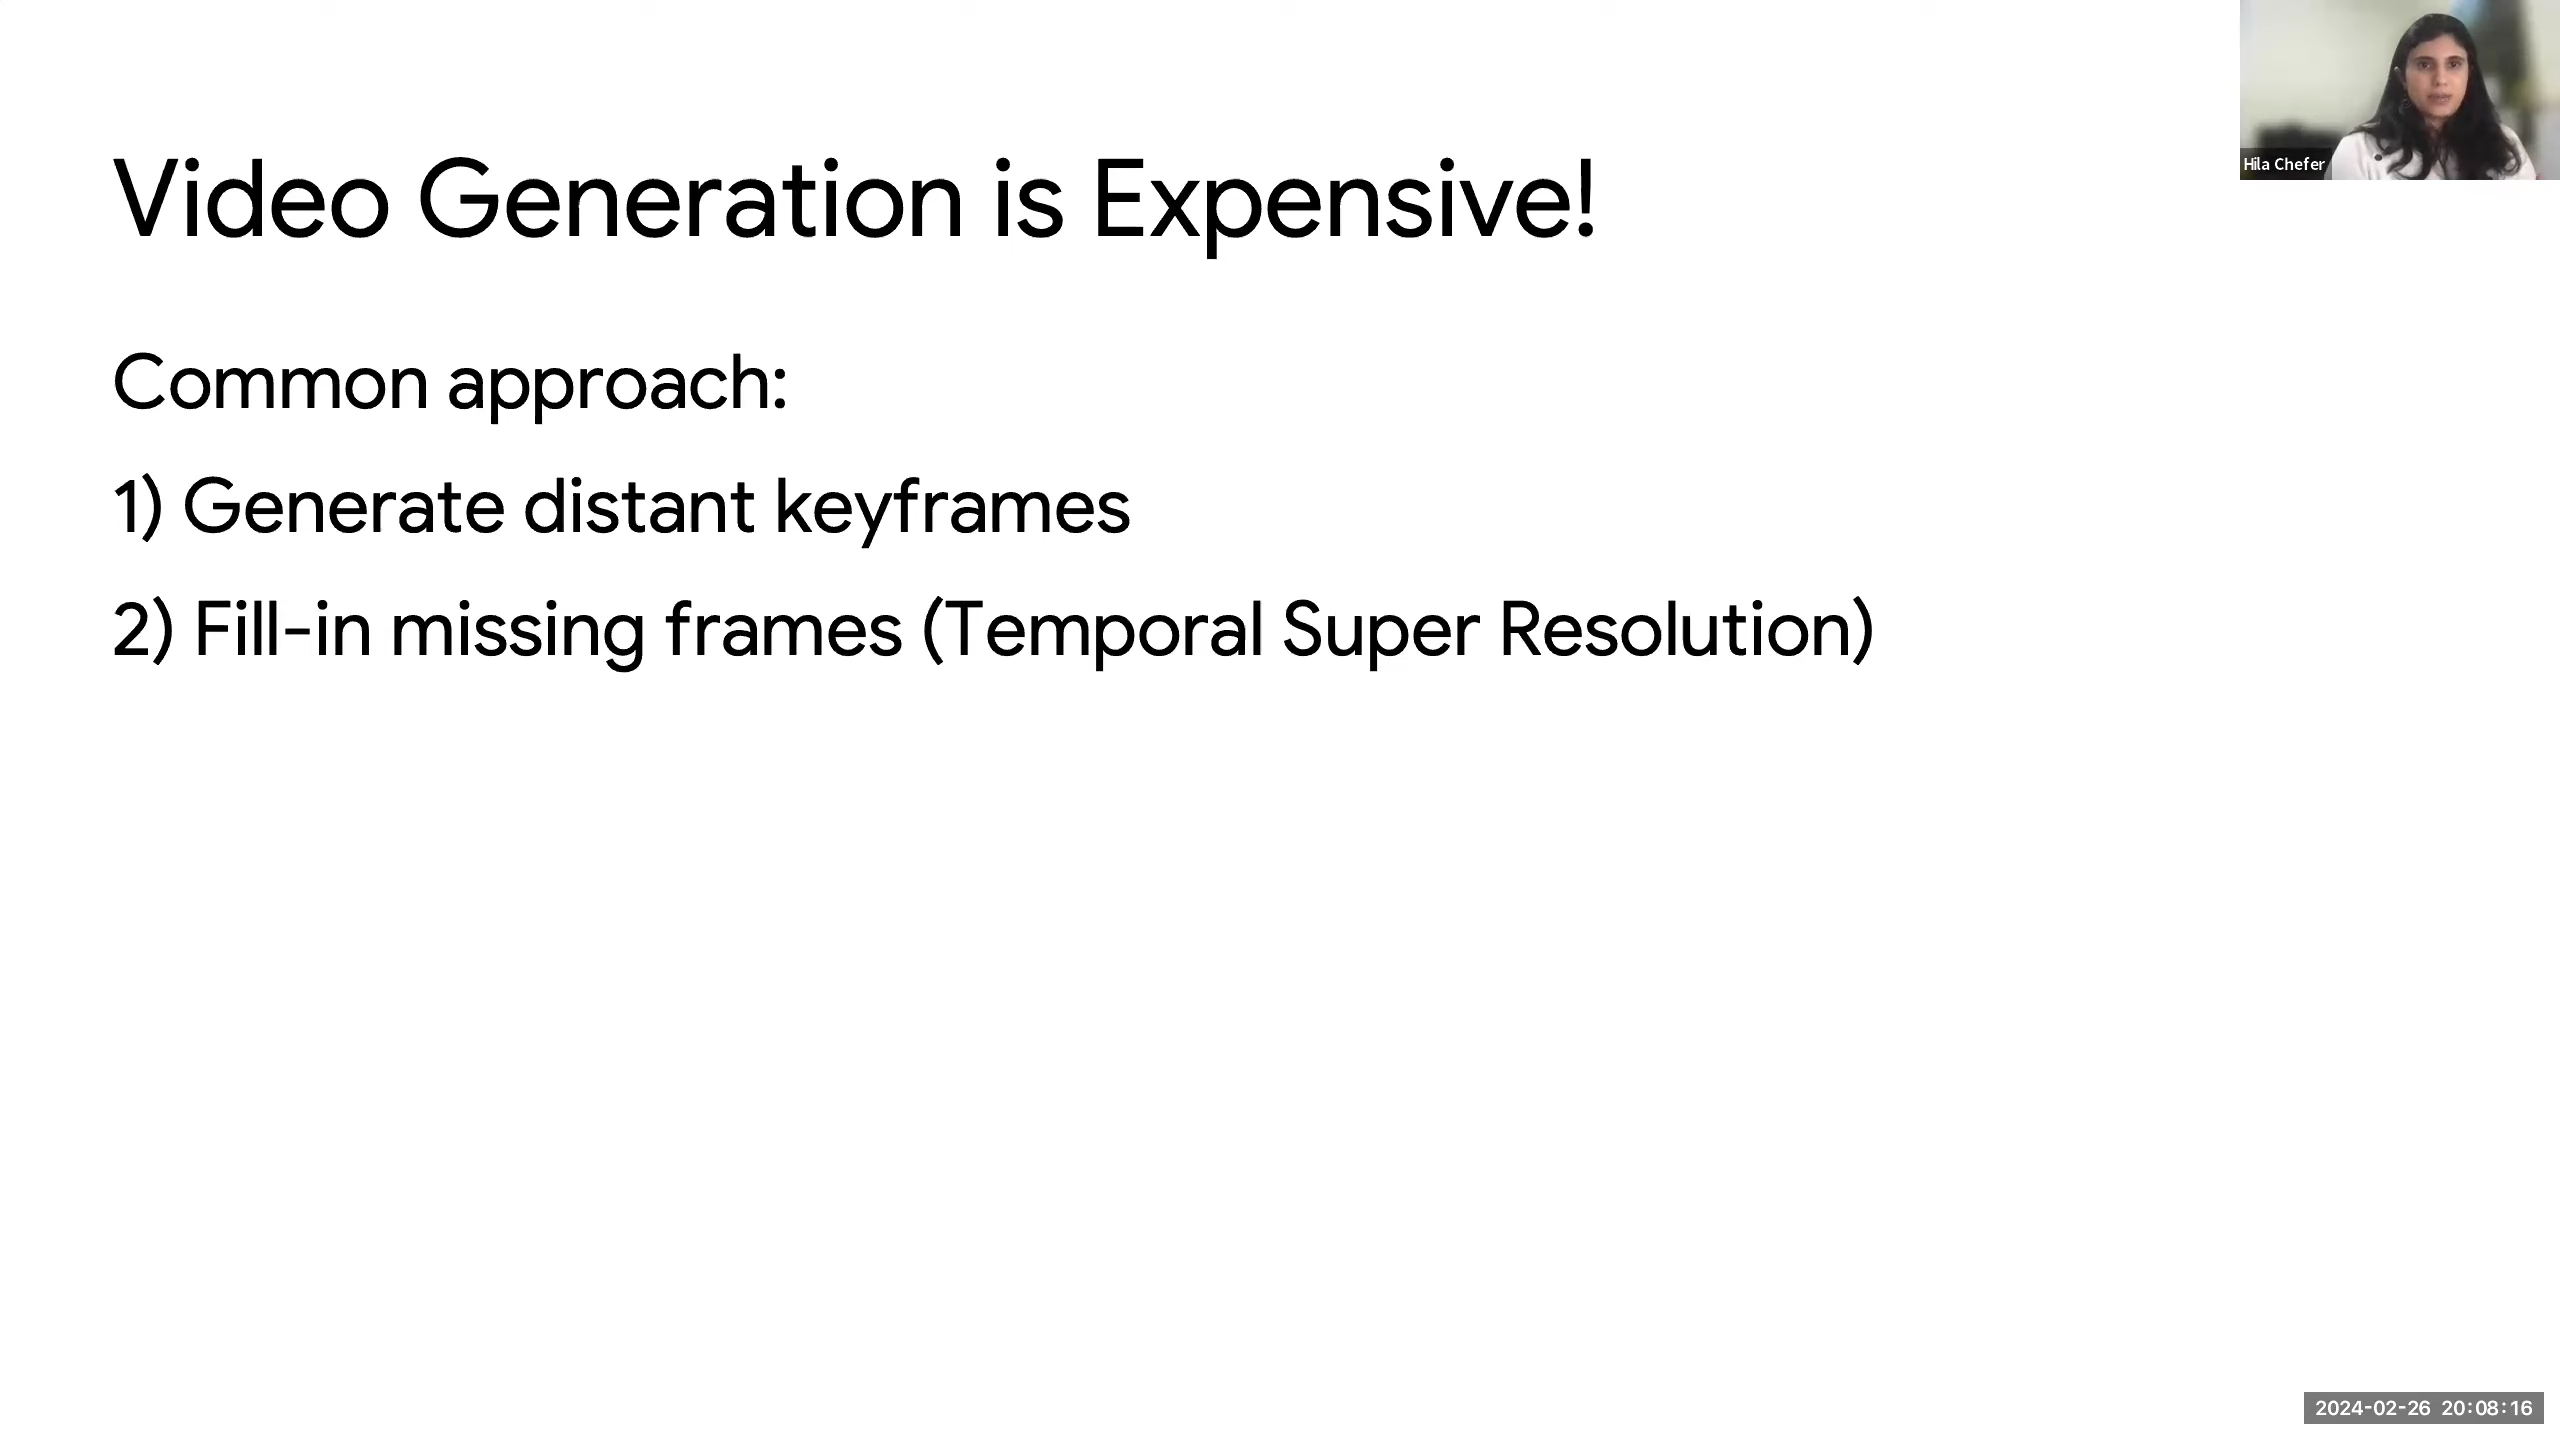 Video Generation is Expensive!
Common approach:
1) Generate distant keyframes
2) Fill-in missing frames (Temporal Super Resolution)
Hila Chefer
2024-02-26 20:08:16